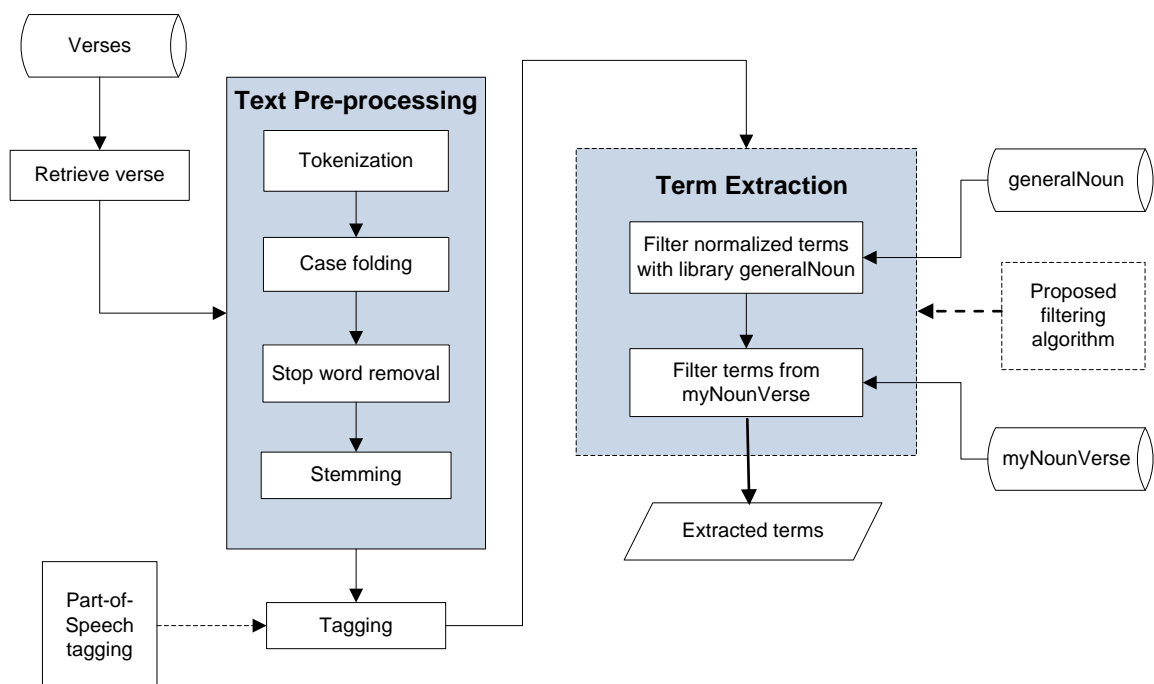 Verses
Retrieve verse
Text Pre-processing
Tokenization
Case folding
Stop word removal
Stemming
Part-of-
Speech
tagging
Tagging
Term Extraction
Filter normalized terms
with library generalNoun
Filter terms from
myNounVerse
Extracted terms
generalNoun
Proposed
filtering
algorithm
myNounVerse